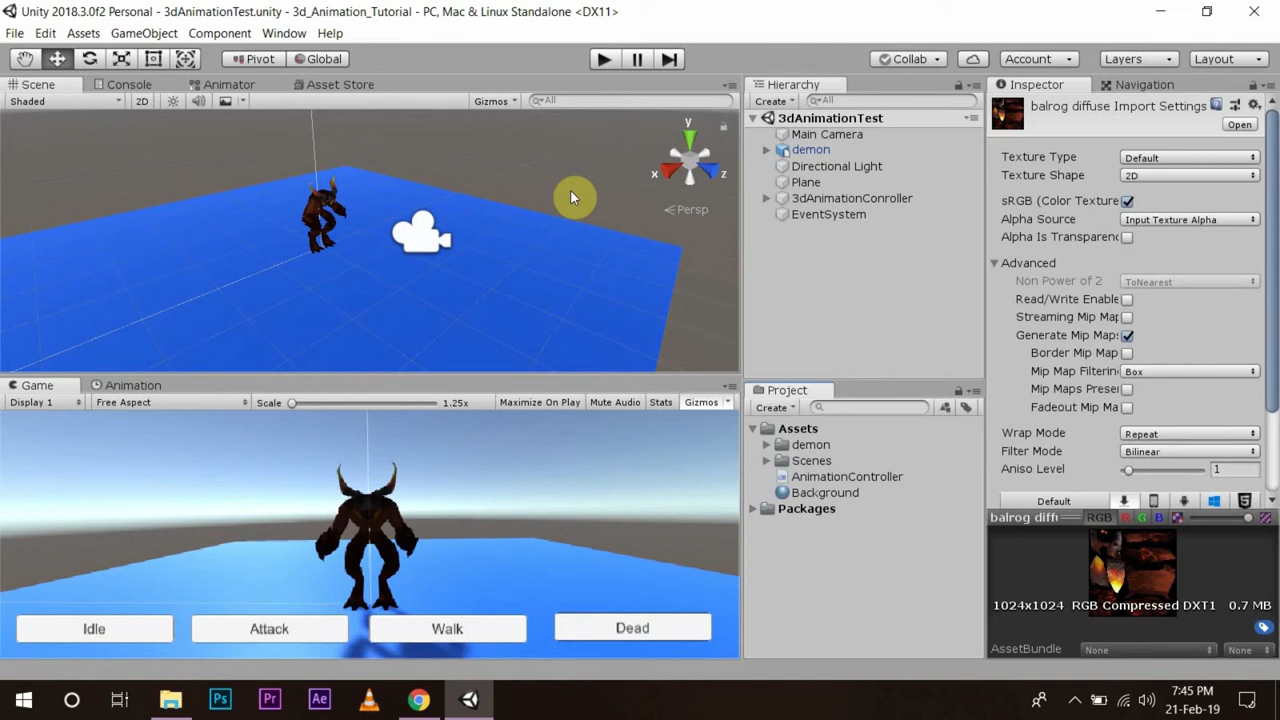 Unity 2018.3.0f2 Personal - 3dAnimationTest.unity - 3d_Animation_Tutorial - PC, Mac & Linux Standalone <DX11>
File Edit Assets GameObject Component Window Help
Pivot Global Collab Account Layers Layout
Scene Console Animator Asset Store
Shaded 2D Gizmos All
y
x z
Persp
Game Animation
Display 1 Free Aspect Scale 1.25x Maximize On Play Mute Audio Stats Gizmos
Idle Attack Walk Dead
Hierarchy
Create All
3dAnimationTest
Main Camera
demon
Directional Light
Plane
3dAnimationConroller
EventSystem
Project
Create
Assets
demon
Scenes
AnimationController
Background
Packages
Inspector Navigation
balrog diffuse Import Settings
Open
Texture Type Default
Texture Shape 2D
sRGB (Color Texture
Alpha Source Input Texture Alpha
Alpha Is Transparenc
Advanced
Non Power of 2 ToNearest
Read/Write Enable
Streaming Mip Map
Generate Mip Maps
Border Mip Map
Mip Map Filterin Box
Mip Maps Preser
Fadeout Mip Ma
Wrap Mode Repeat
Filter Mode Bilinear
Aniso Level 1
Default
balrog diffu RGB R G B
1024x1024 RGB Compressed DXT1 0.7 MB
AssetBundle None None
Ps Pr Ae
7:45 PM
21-Feb-19